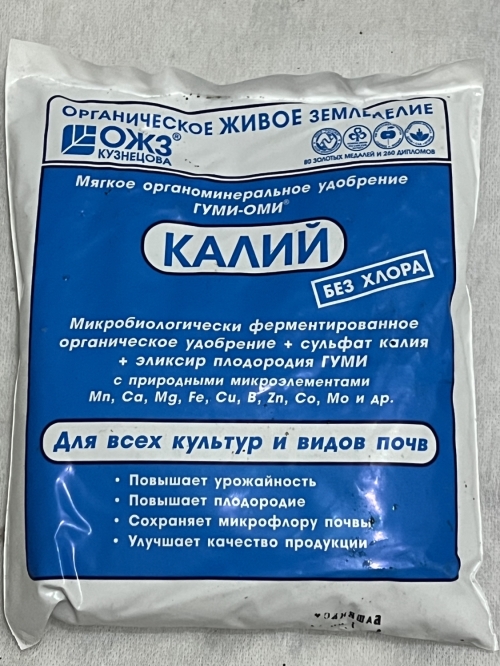 ОРГАНИЧЕСКОЕ ЖИВОЕ ЗЕМЛЕДЕЛИЕ
ОЖЗ®
КУЗНЕЦОВА
80 ЗОЛОТЫХ МЕДАЛЕЙ И 260 ДИПЛОМОВ
Мягкое органоминеральное удобрение
ГУМИ-ОМИ®
КАЛИЙ
БЕЗ ХЛОРА
Микробиологически ферментированное
органическое удобрение + сульфат калия
+ эликсир плодородия ГУМИ
с природными микроэлементами
Mn, Ca, Mg, Fe, Cu, B, Zn, Co, Mo и др.
Для всех культур и видов почв
• Повышает урожайность
• Повышает плодородие
• Сохраняет микрофлору почвы
• Улучшает качество продукции